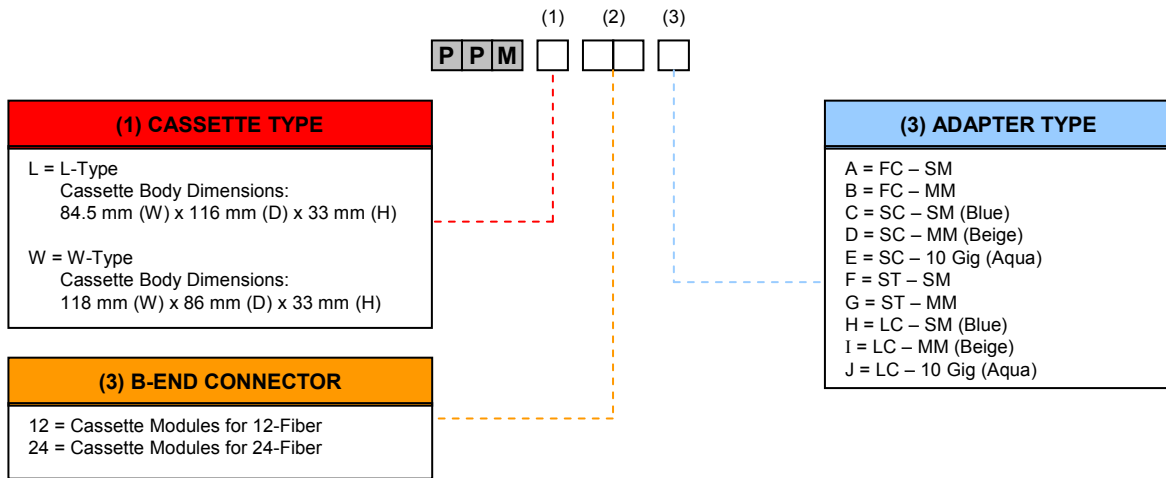 (1) (2) (3)
P P M
(1) CASSETTE TYPE
L = L-Type
Cassette Body Dimensions:
84.5 mm (W) x 116 mm (D) x 33 mm (H)
W = W-Type
Cassette Body Dimensions:
118 mm (W) x 86 mm (D) x 33 mm (H)
(3) B-END CONNECTOR
12 = Cassette Modules for 12-Fiber
24 = Cassette Modules for 24-Fiber
(3) ADAPTER TYPE
A = FC – SM
B = FC – MM
C = SC – SM (Blue)
D = SC – MM (Beige)
E = SC – 10 Gig (Aqua)
F = ST – SM
G = ST – MM
H = LC – SM (Blue)
I = LC – MM (Beige)
J = LC – 10 Gig (Aqua)